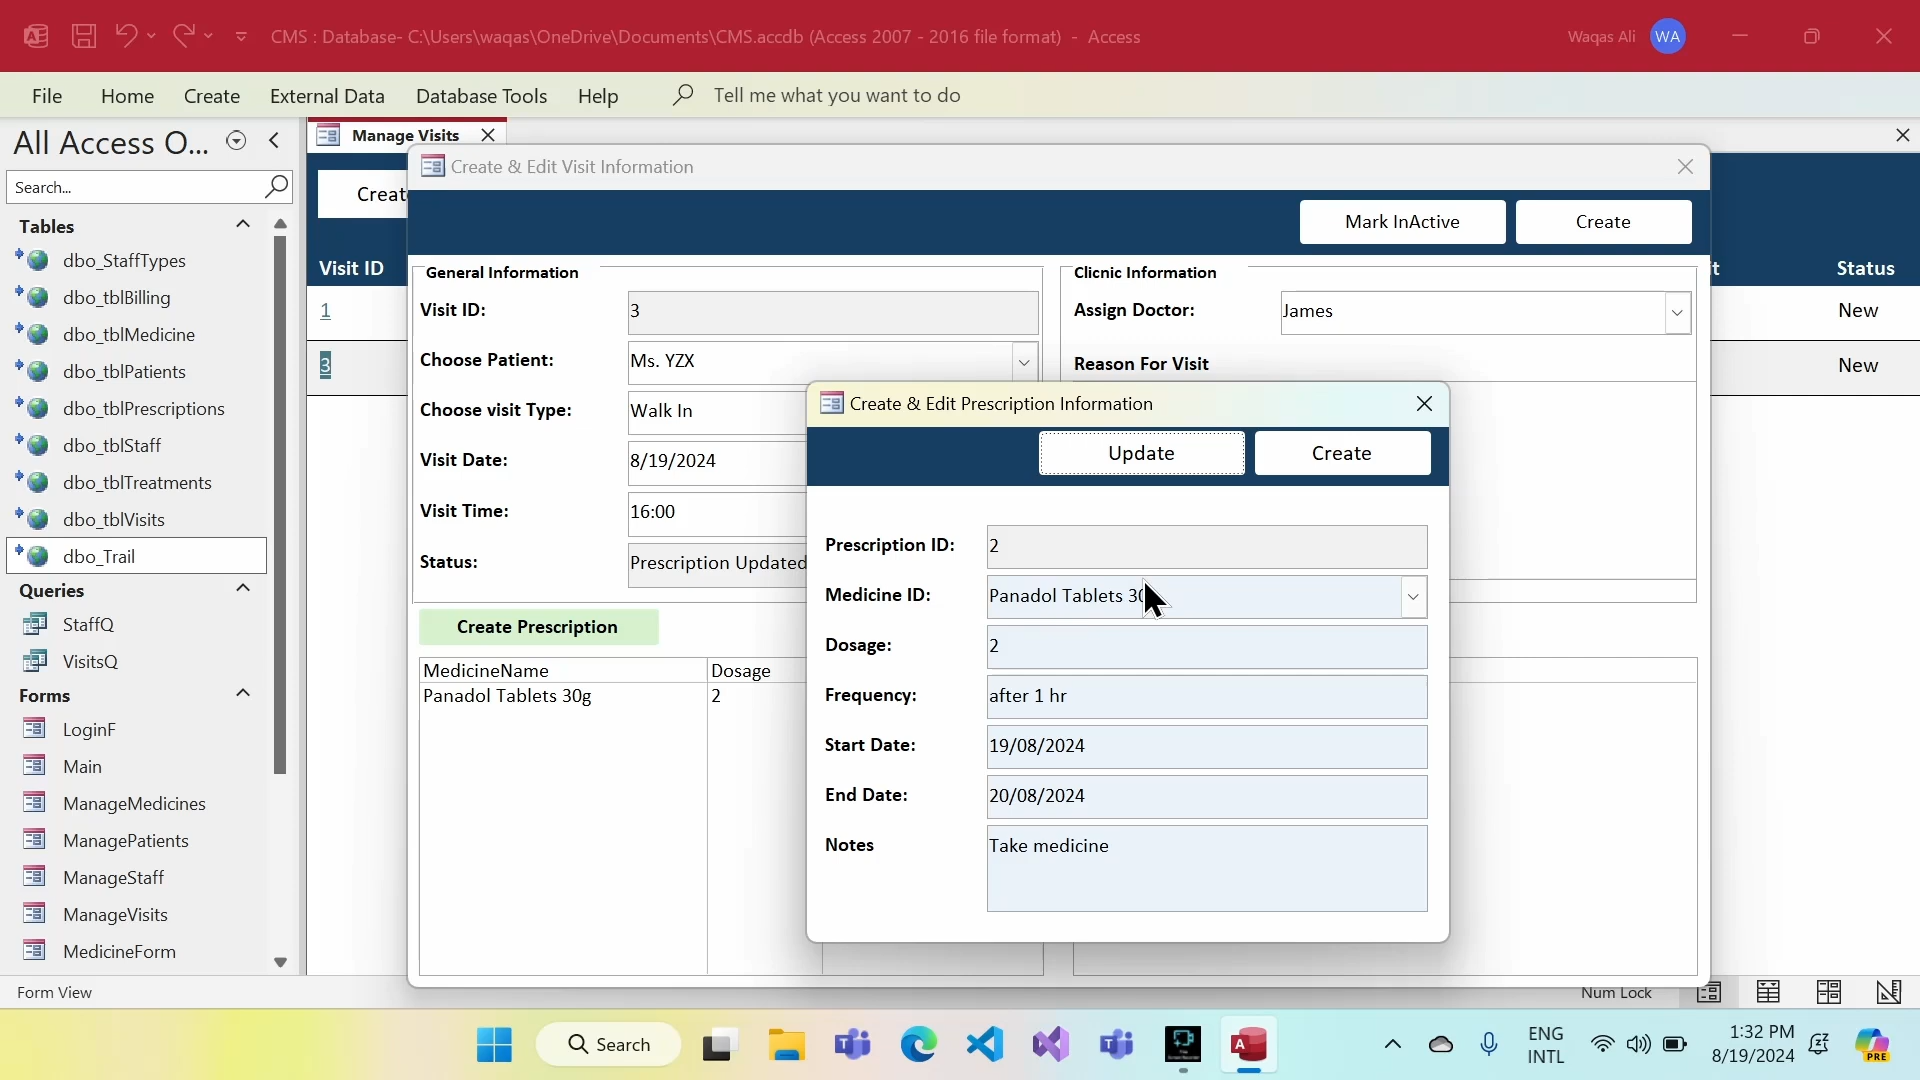 CMS : Database- C:\Users\waqas\OneDrive\Documents\CMS.accdb (Access 2007 - 2016 file format) - Access
Waqas Ali WA
File Home Create External Data Database Tools Help Tell me what you want to do
All Access O...
Search...
Tables
dbo_StaffTypes
dbo_tblBilling
dbo_tblMedicine
dbo_tblPatients
dbo_tblPrescriptions
dbo_tblStaff
dbo_tblTreatments
dbo_tblVisits
dbo_Trail
Queries
StaffQ
VisitsQ
Forms
LoginF
Main
ManageMedicines
ManagePatients
ManageStaff
ManageVisits
MedicineForm
Manage Visits
Creat
Visit ID
1
3
t Status
New
New
Create & Edit Visit Information
Mark InActive Create
General Information
Visit ID: 3
Choose Patient: Ms. YZX
Choose visit Type: Walk In
Visit Date: 8/19/2024
Visit Time: 16:00
Status: Prescription Updated
Clicnic Information
Assign Doctor: James
Reason For Visit
Create Prescription
MedicineName Dosage
Panadol Tablets 30g 2
Create & Edit Prescription Information
Update Create
Prescription ID: 2
Medicine ID: Panadol Tablets 30
Dosage: 2
Frequency: after 1 hr
Start Date: 19/08/2024
End Date: 20/08/2024
Notes Take medicine
Form View
Num Lock
Search
ENG
INTL
1:32 PM
8/19/2024
PRE